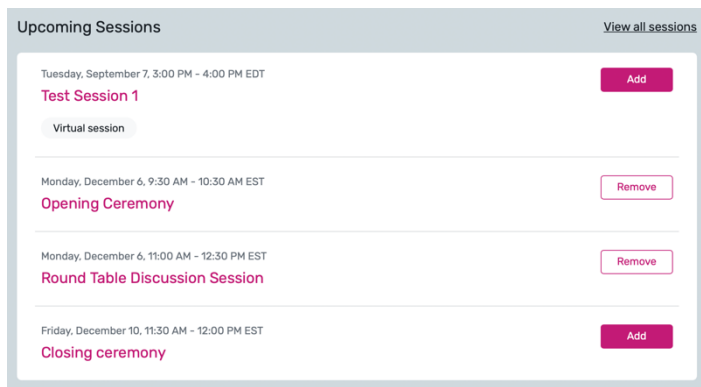 Upcoming Sessions
View all sessions
Tuesday, September 7, 3:00 PM - 4:00 PM EDT
Add
Test Session 1
Virtual session
Monday, December 6, 9:30 AM - 10:30 AM EST
Remove
Opening Ceremony
Monday, December 6, 11:00 AM - 12:30 PM EST
Remove
Round Table Discussion Session
Friday, December 10, 11:30 AM - 12:00 PM EST
Add
Closing ceremony